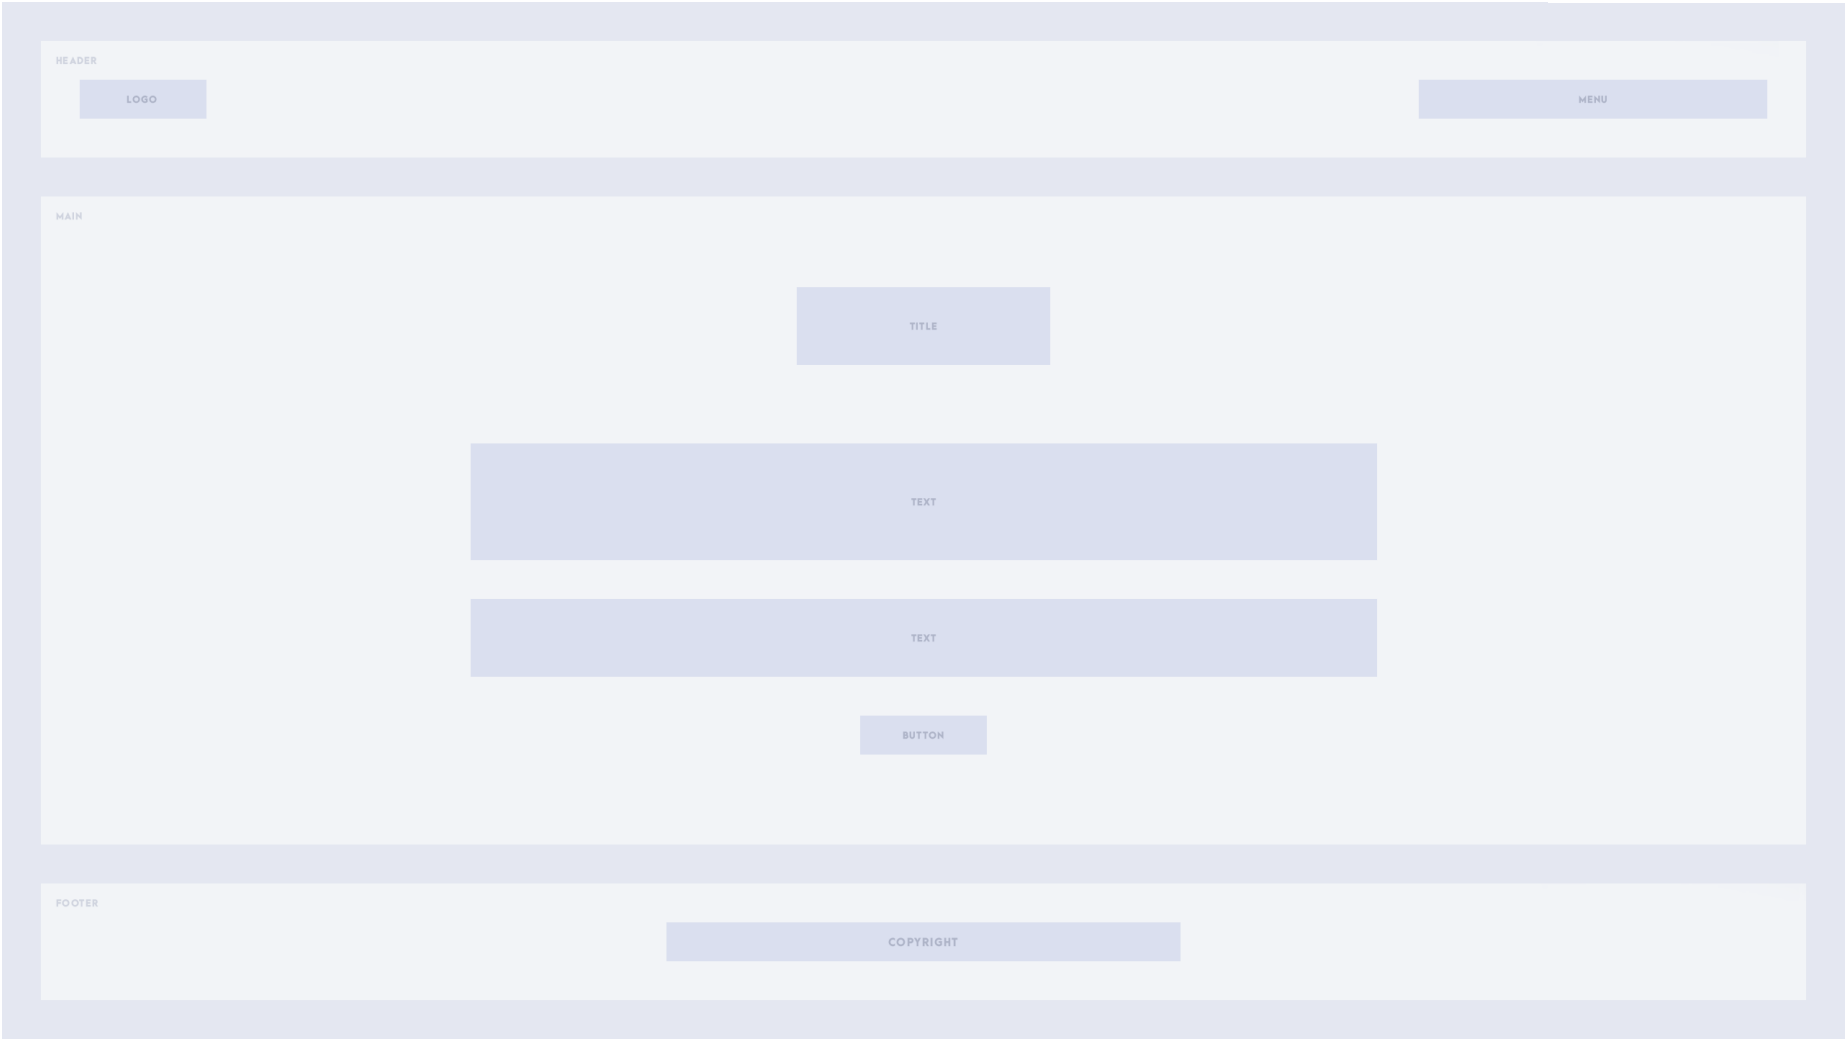 HEADER
LOGO
MENU
MAIN
TITLE
TEXT
TEXT
BUTTON
FOOTER
COPYRIGHT